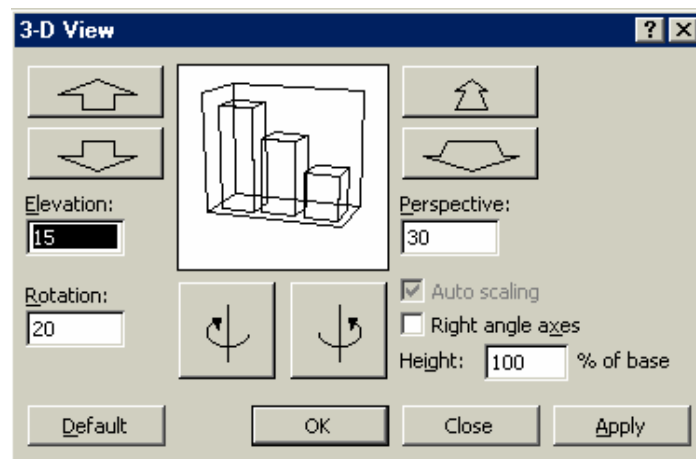 3-D View
Elevation:
15
Rotation:
20
Perspective:
30
Auto scaling
Right angle axes
Height: 100 % of base
Default OK Close Apply